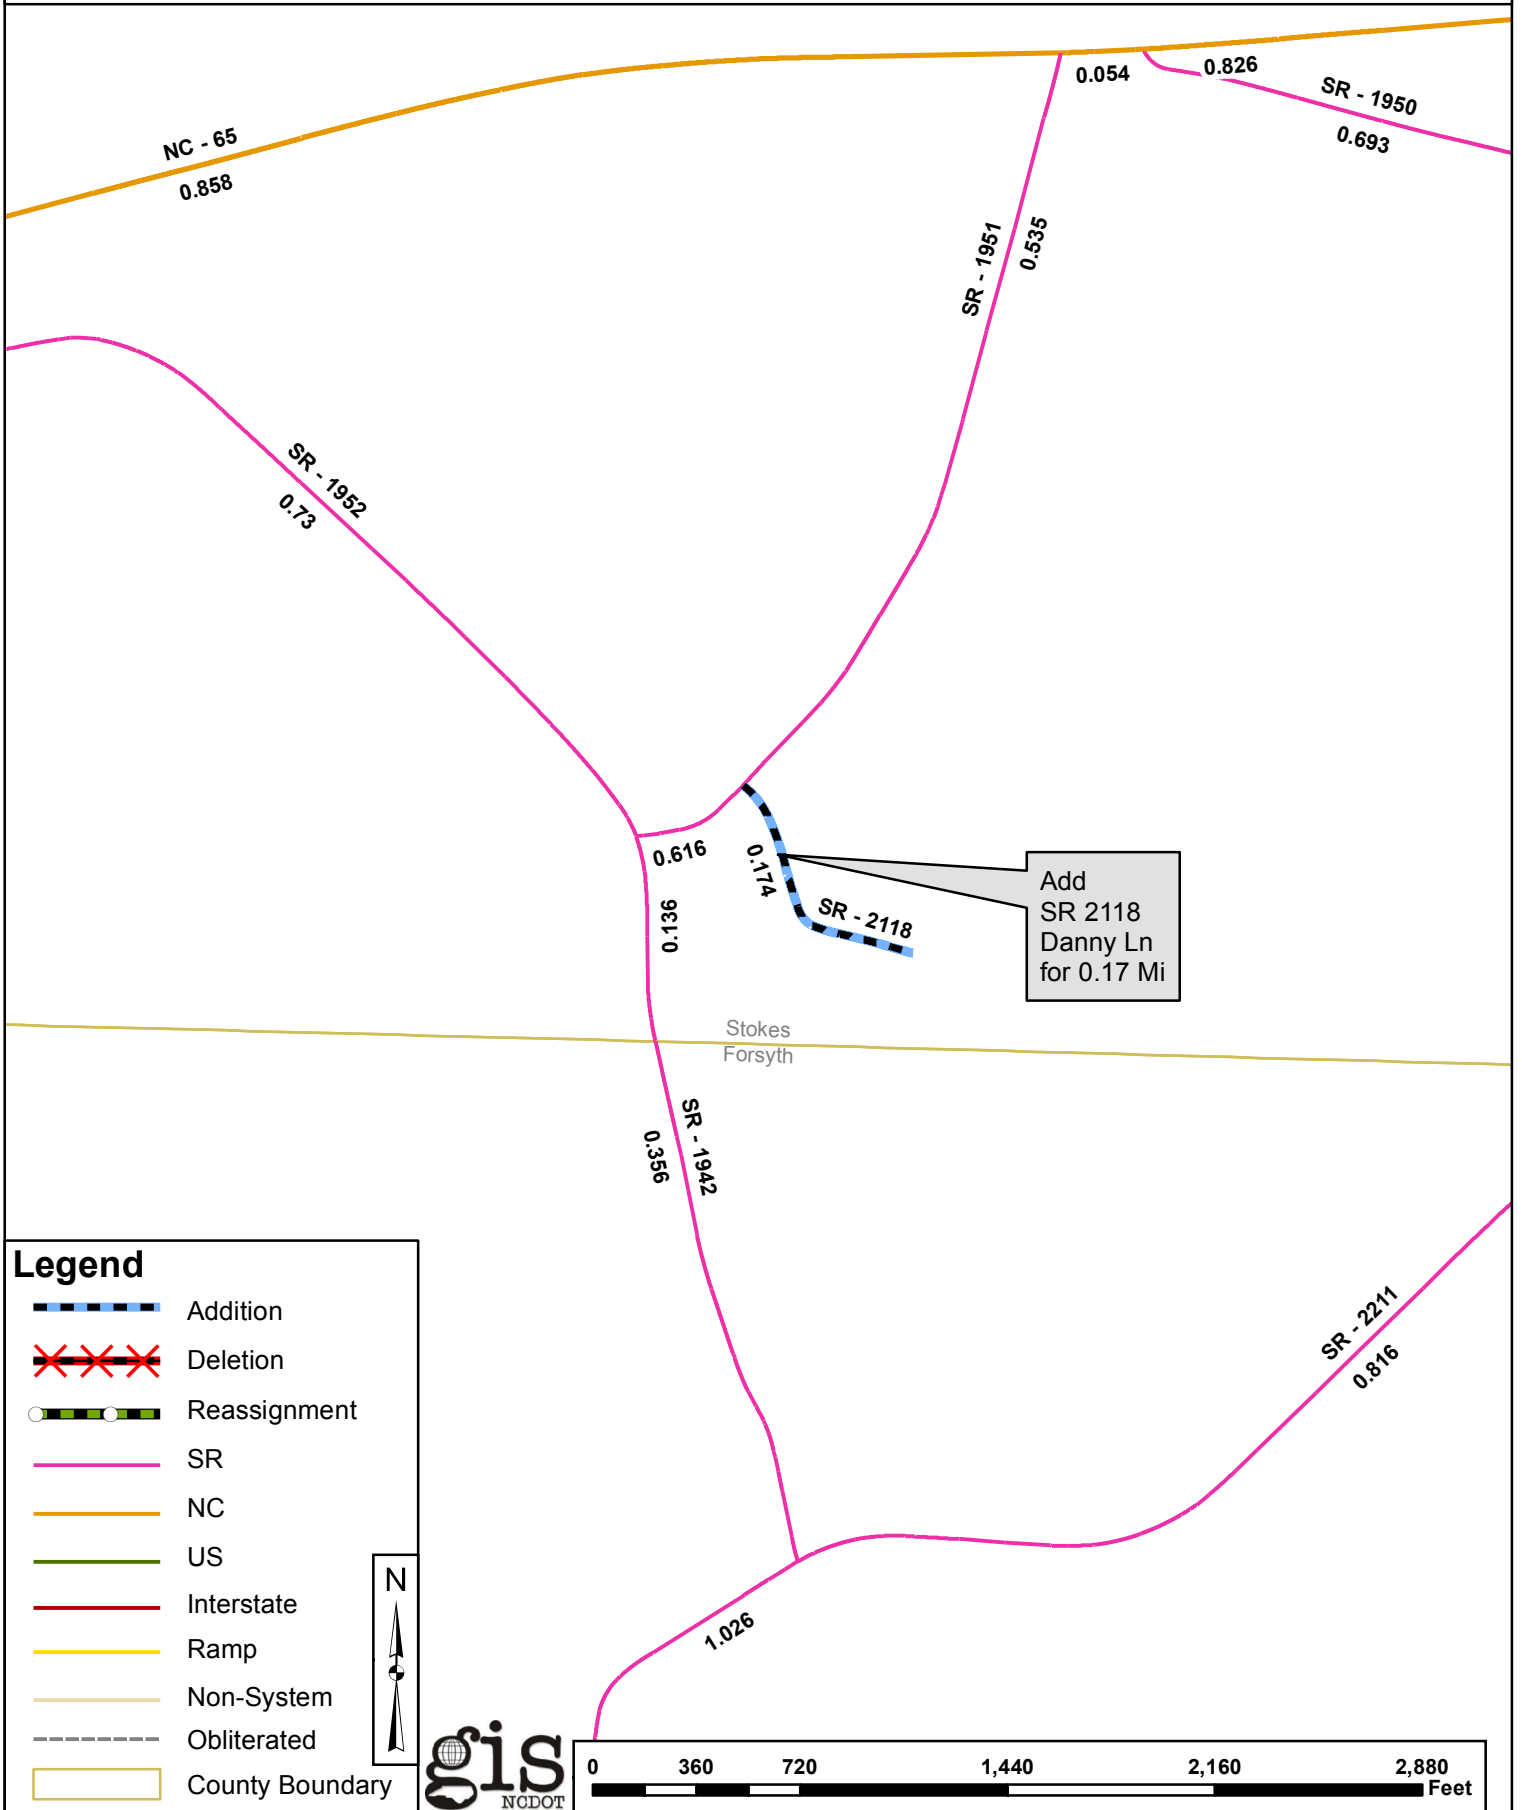 0.054
0.826
SR - 1950
0.693
NC - 65
0.858
SR - 1951
0.535
SR - 1952
0.73
0.616
0.174
SR - 2118
0.136
Add
SR 2118
Danny Ln
for 0.17 Mi
Stokes
Forsyth
SR - 1942
0.356
SR - 2211
0.816
1.026
Legend
Addition
Deletion
Reassignment
SR
NC
US
Interstate
Ramp
Non-System
Obliterated
County Boundary
N
gis
NCDOT
0 360 720 1,440 2,160 2,880
Feet